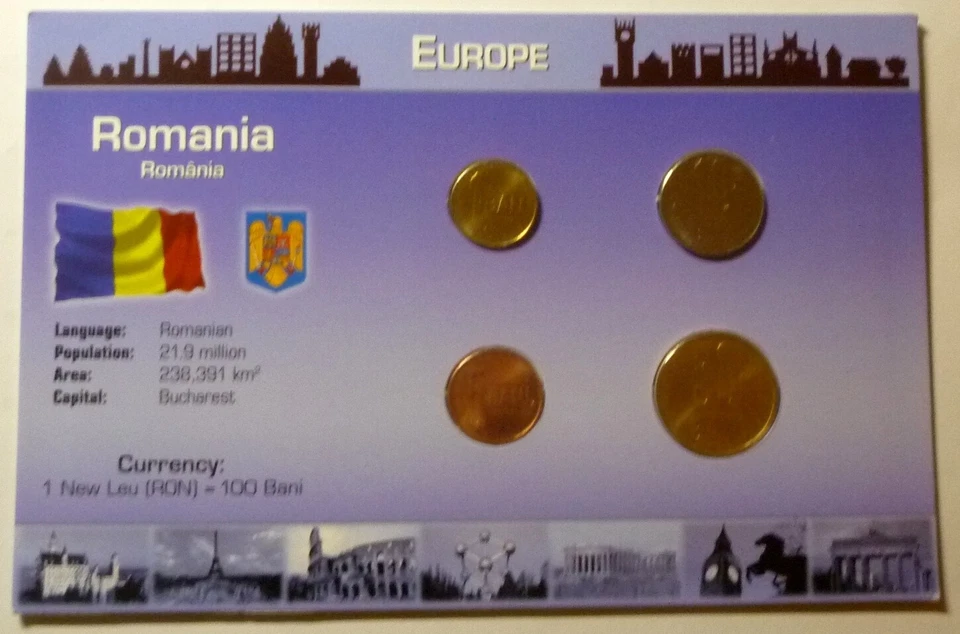 EUROPE
Romania
România
Language: Romanian
Population: 21.9 million
Area: 238,391 km²
Capital: Bucharest
Currency:
1 New Leu (RON) = 100 Bani